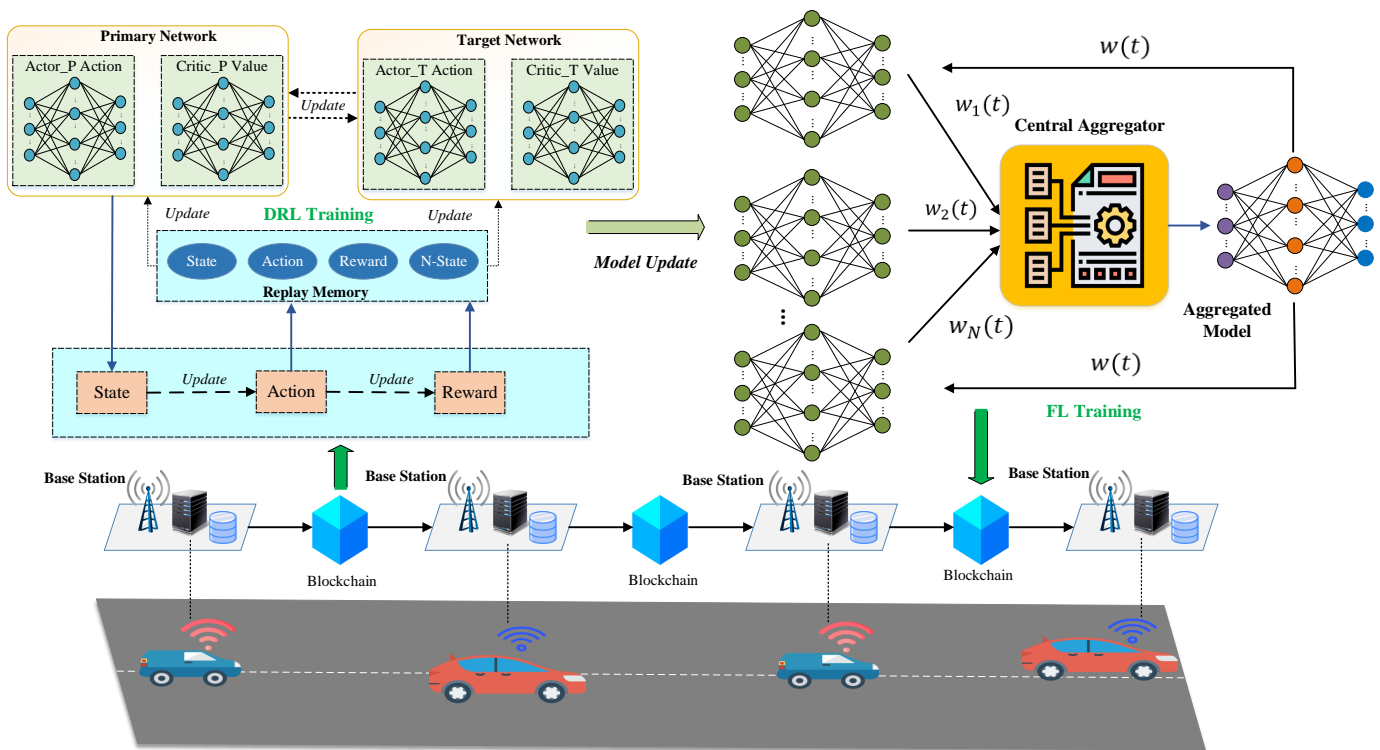 Primary Network
Actor_P Action
Critic_P Value
Target Network
Actor_T Action
Critic_T Value
Update
Update
DRL Training
Update
State
Action
Reward
N-State
Replay Memory
State
Update
Action
Update
Reward
Model Update
w(t)
w₁(t)
Central Aggregator
w₂(t)
w_N(t)
Aggregated
Model
w(t)
FL Training
Base Station
Base Station
Base Station
Base Station
Blockchain
Blockchain
Blockchain